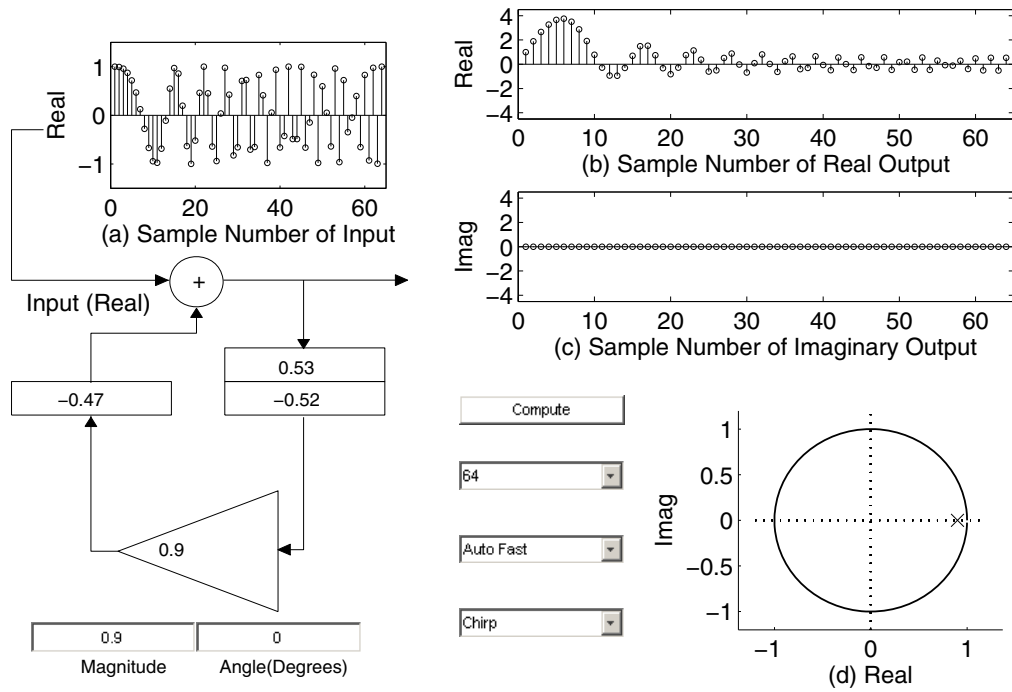 Real
1
0
−1
0 20 40 60
(a) Sample Number of Input
Input (Real)
+
0.53
−0.52
−0.47
0.9
0.9 0
Magnitude Angle(Degrees)
Real
4
2
0
−2
−4
0 10 20 30 40 50 60
(b) Sample Number of Real Output
Imag
4
2
0
−2
−4
0 10 20 30 40 50 60
(c) Sample Number of Imaginary Output
Compute
64
Auto Fast
Chirp
Imag
1
0.5
0
−0.5
−1
−1 0 1
(d) Real